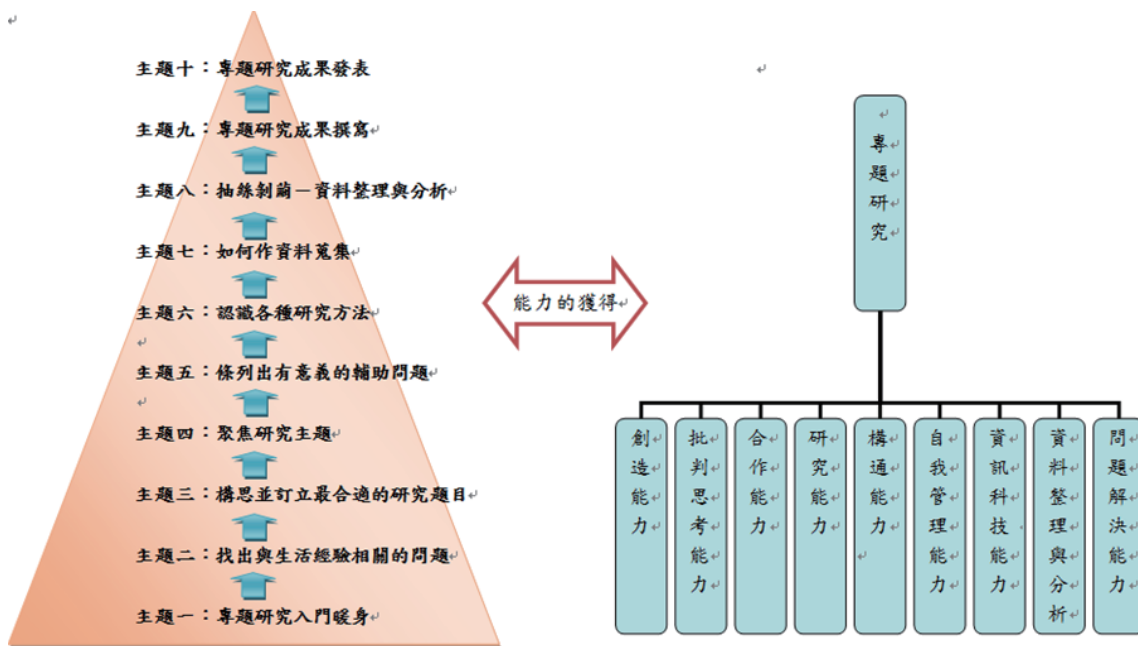 主題十：專題研究成果發表
主題九：專題研究成果撰寫
主題八：抽絲剝繭－資料整理與分析
主題七：如何作資料蒐集
主題六：認識各種研究方法
主題五：條列出有意義的輔助問題
主題四：聚焦研究主題
主題三：構思並訂立最合適的研究題目
主題二：找出與生活經驗相關的問題
主題一：專題研究入門暖身
能力的獲得
專題研究
創造能力
批判思考能力
合作能力
研究能力
構通能力
自我管理能力
資訊科技能力
資料整理與分析
問題解決能力